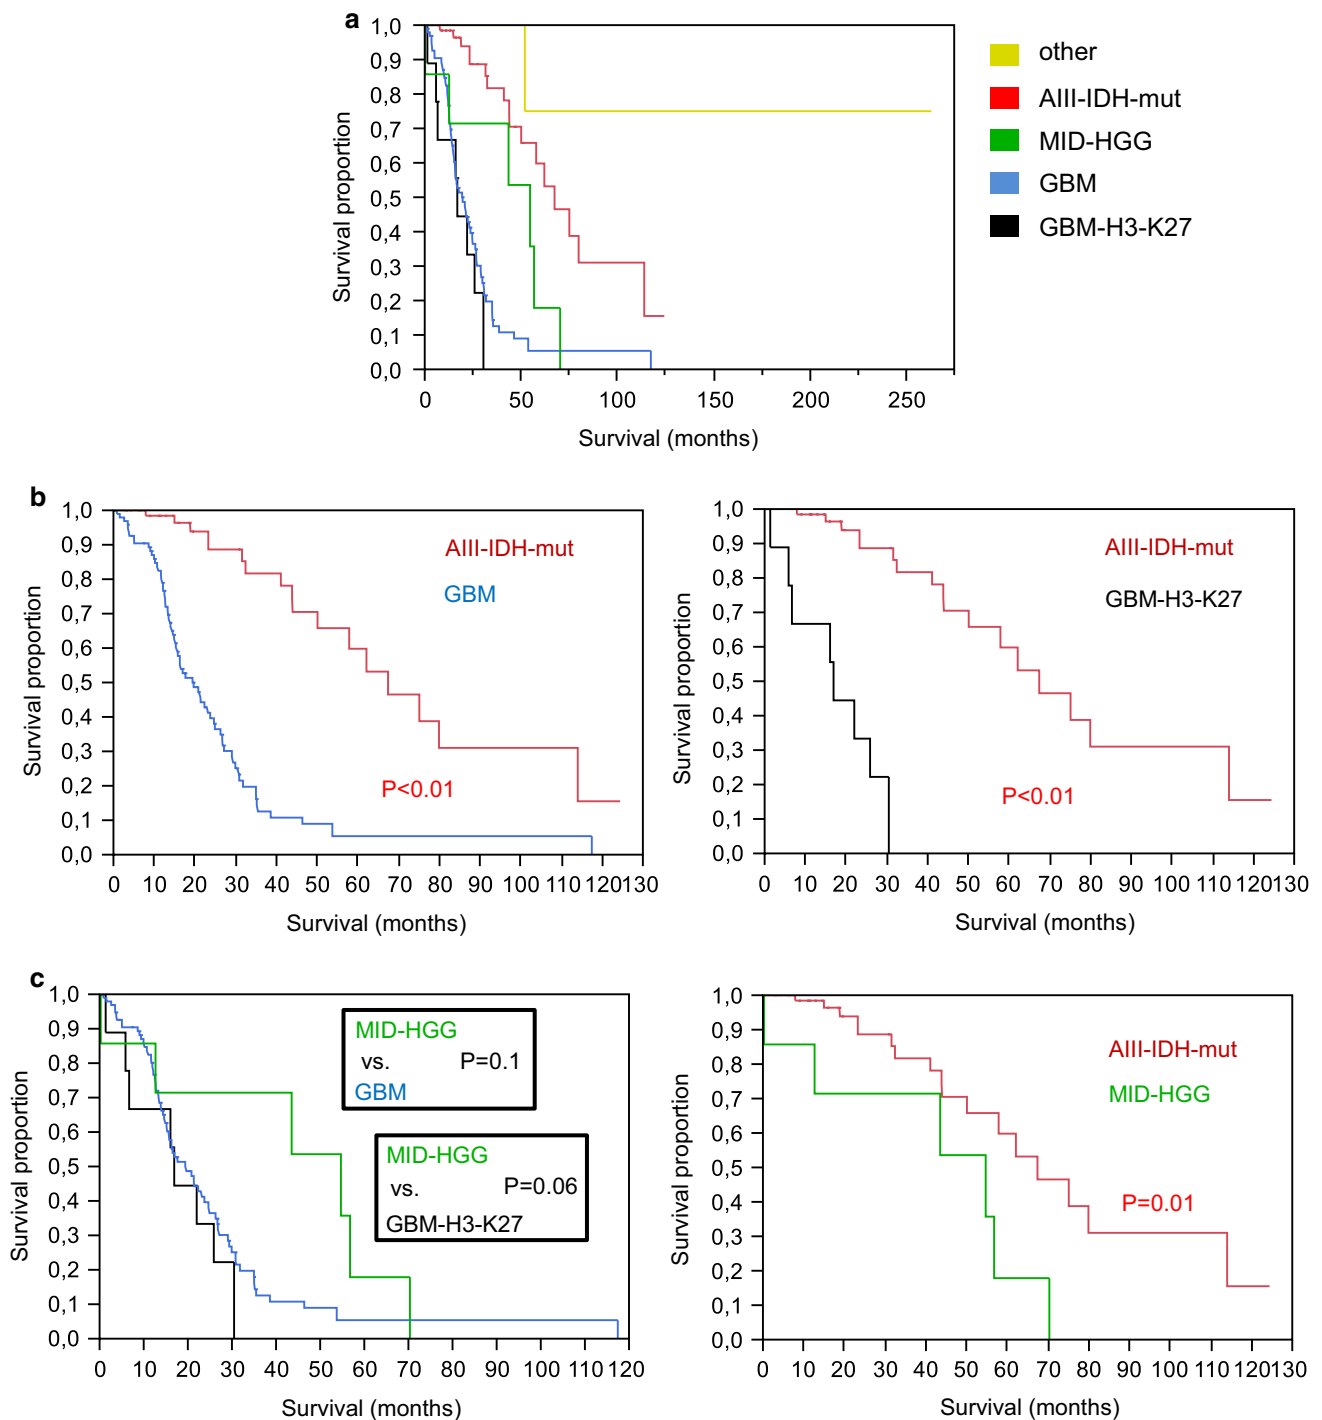 a
1,0
0,9
0,8
0,7
0,6
0,5
0,4
0,3
0,2
0,1
0,0
Survival proportion
0 50 100 150 200 250
Survival (months)
other
AIII-IDH-mut
MID-HGG
GBM
GBM-H3-K27
b
1,0
0,9
0,8
0,7
0,6
0,5
0,4
0,3
0,2
0,1
0,0
Survival proportion
AIII-IDH-mut
GBM
P<0.01
0 10 20 30 40 50 60 70 80 90 100 110 120 130
Survival (months)
1,0
0,9
0,8
0,7
0,6
0,5
0,4
0,3
0,2
0,1
0,0
Survival proportion
AIII-IDH-mut
GBM-H3-K27
P<0.01
0 10 20 30 40 50 60 70 80 90 100 110 120 130
Survival (months)
c
1,0
0,9
0,8
0,7
0,6
0,5
0,4
0,3
0,2
0,1
0,0
Survival proportion
MID-HGG
vs. P=0.1
GBM
MID-HGG
vs. P=0.06
GBM-H3-K27
0 10 20 30 40 50 60 70 80 90 100 110 120
Survival (months)
1,0
0,9
0,8
0,7
0,6
0,5
0,4
0,3
0,2
0,1
0,0
Survival proportion
AIII-IDH-mut
MID-HGG
P=0.01
0 10 20 30 40 50 60 70 80 90 100 110 120 130
Survival (months)